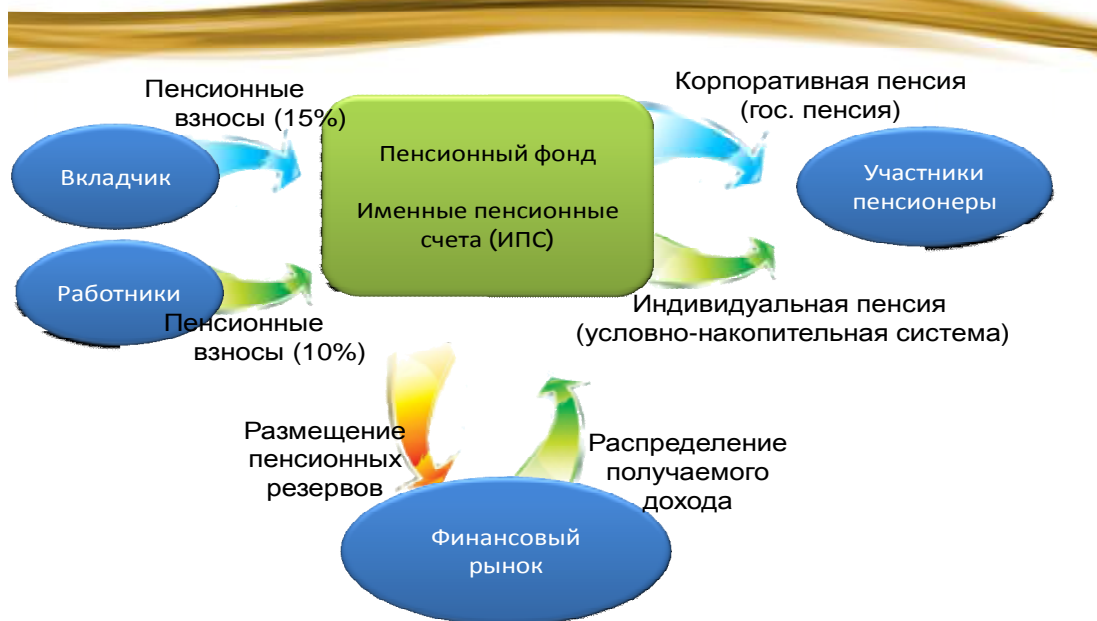 Пенсионные
взносы (15%)
Вкладчик
Работники
Пенсионные
взносы (10%)
Пенсионный фонд
Именные пенсионные
счета (ИПС)
Корпоративная пенсия
(гос. пенсия)
Участники
пенсионеры
Индивидуальная пенсия
(условно-накопительная система)
Размещение
пенсионных
резервов
Распределение
получаемого
дохода
Финансовый
рынок